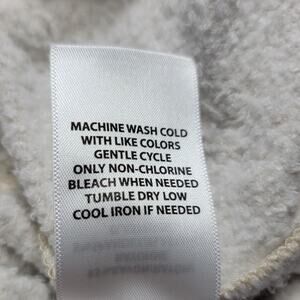 MACHINE WASH COLD
WITH LIKE COLORS
GENTLE CYCLE
ONLY NON-CHLORINE
BLEACH WHEN NEEDED
TUMBLE DRY LOW
COOL IRON IF NEEDED